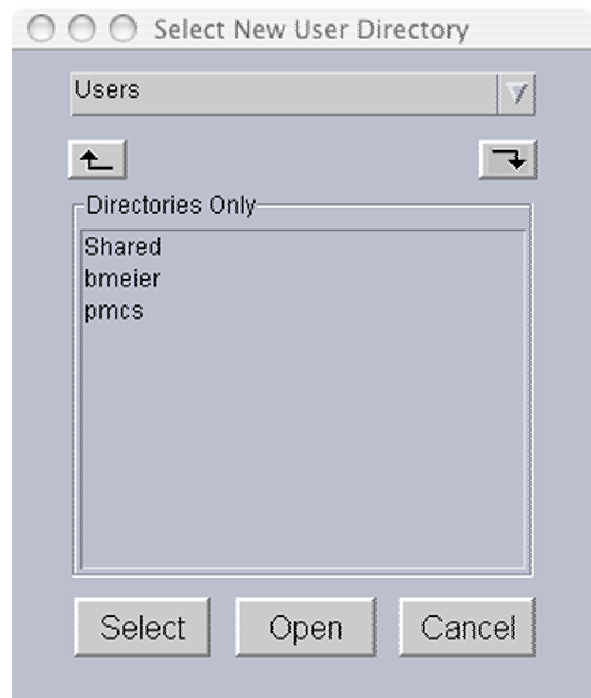 Select New User Directory
Users
Directories Only
Shared
bmeier
pmcs
Select Open Cancel